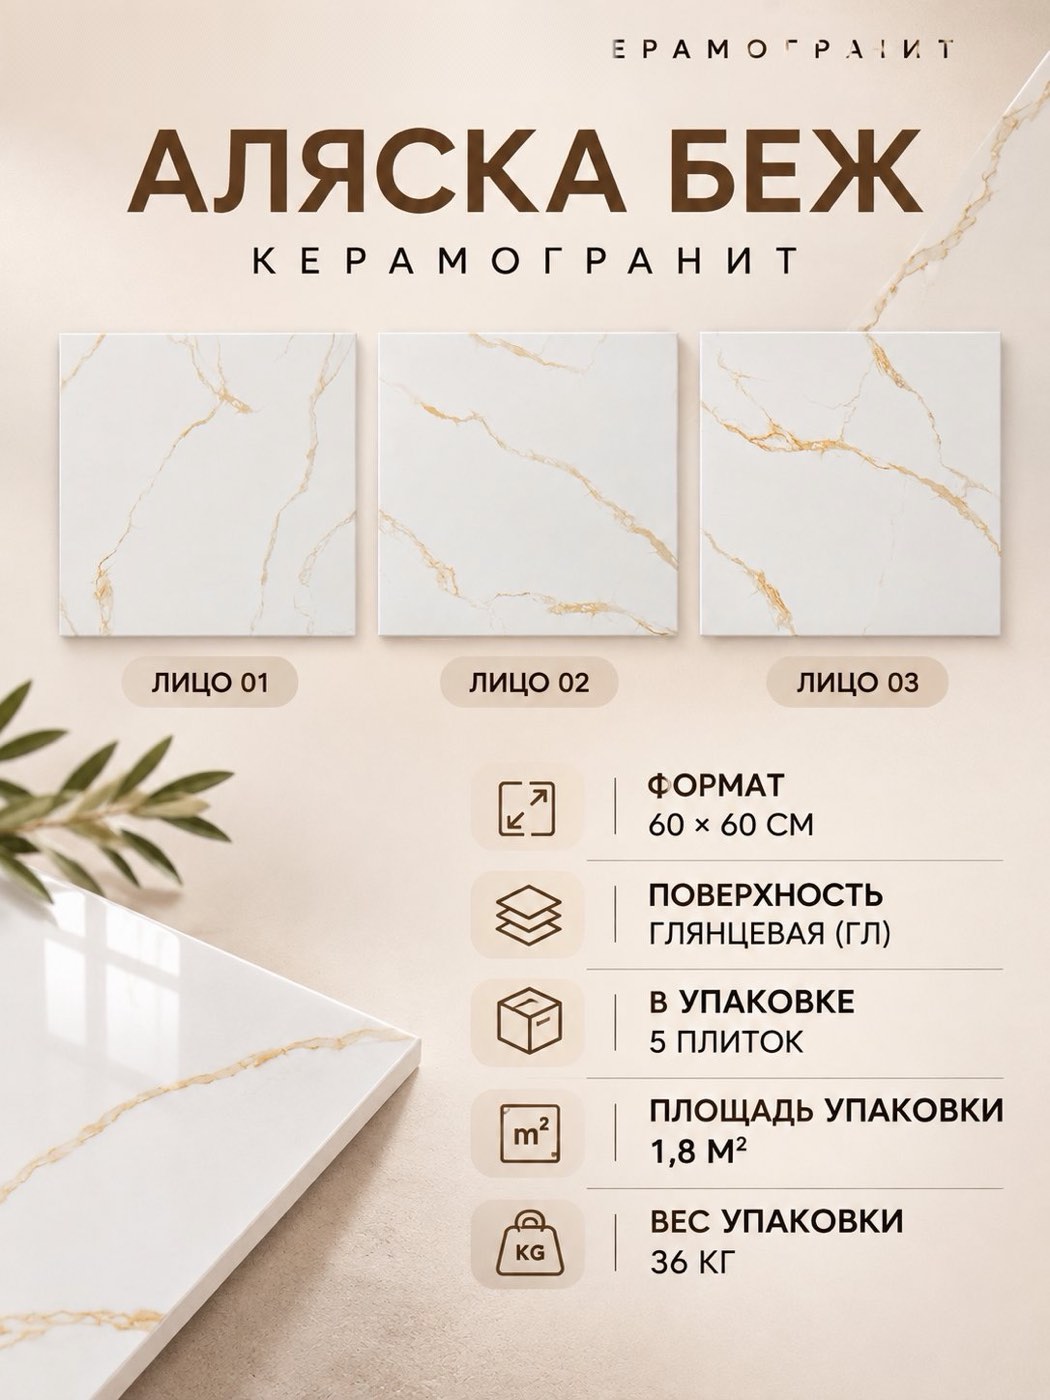 ЕРАМОГРАНИТ
АЛЯСКА БЕЖ
КЕРАМОГРАНИТ
ЛИЦО 01
ЛИЦО 02
ЛИЦО 03
ФОРМАТ
60 × 60 СМ
ПОВЕРХНОСТЬ
ГЛЯНЦЕВАЯ (ГЛ)
В УПАКОВКЕ
5 ПЛИТОК
m²
ПЛОЩАДЬ УПАКОВКИ
1,8 М²
KG
ВЕС УПАКОВКИ
36 КГ